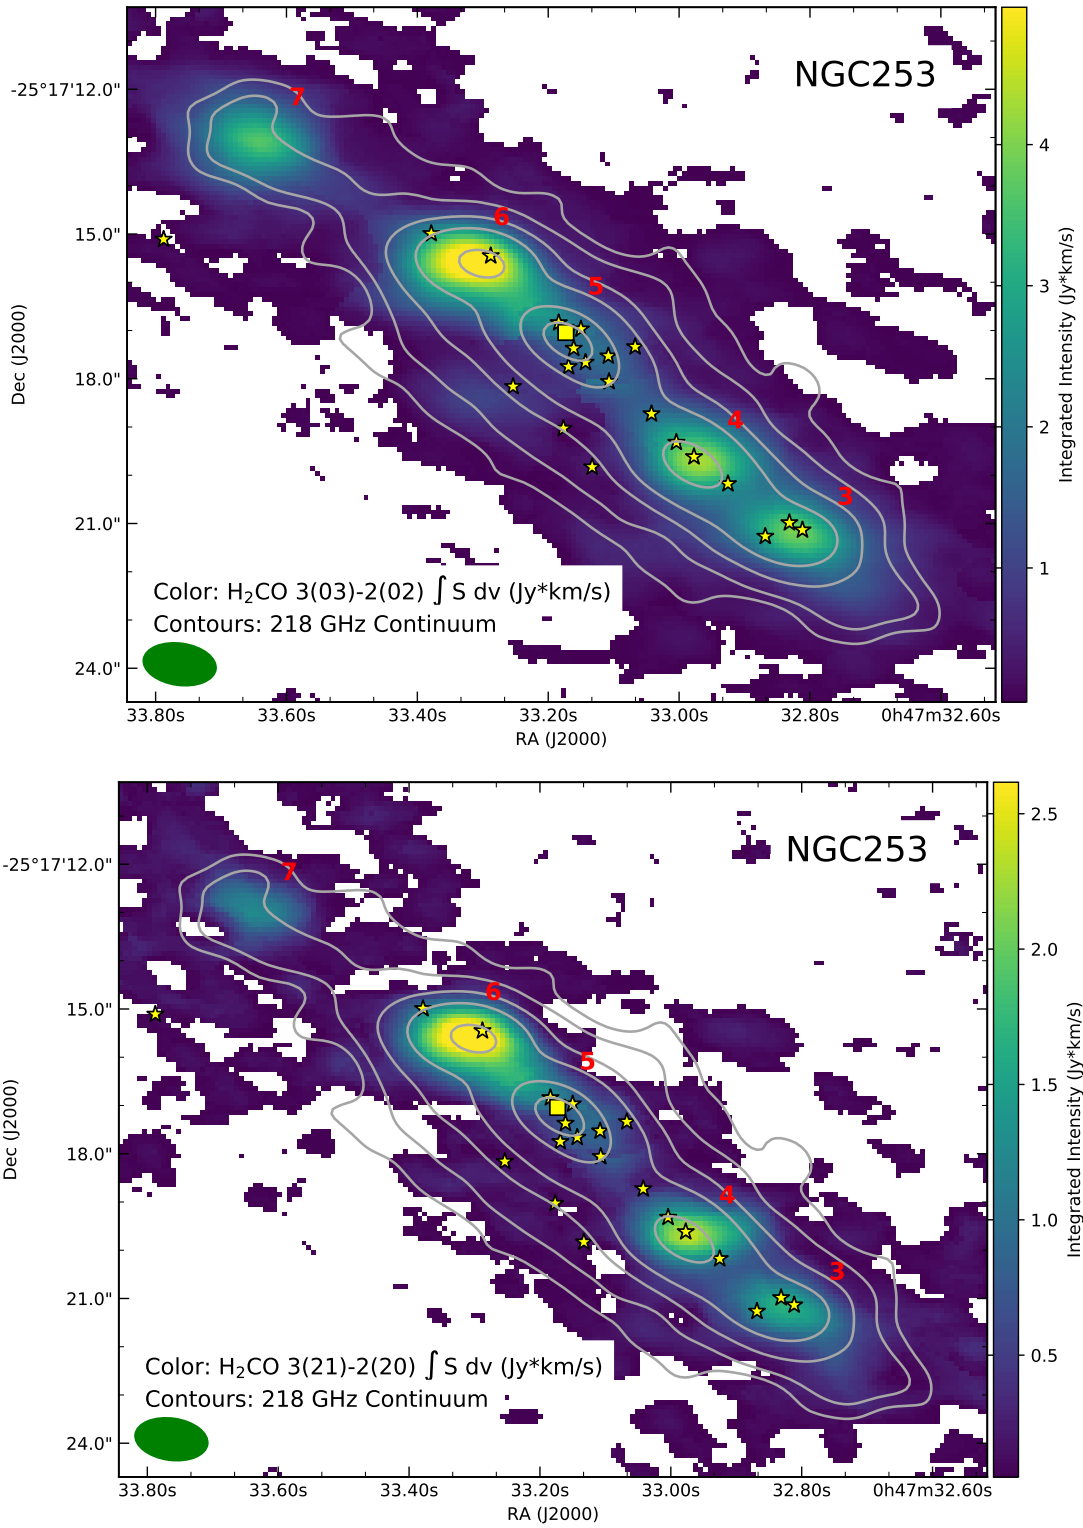 NGC253
7
6
5
4
3
-25°17'12.0"
15.0"
18.0"
21.0"
24.0"
Dec (J2000)
Color: H₂CO 3(03)-2(02) ∫ S dv (Jy*km/s)
Contours: 218 GHz Continuum
33.80s 33.60s 33.40s 33.20s 33.00s 32.80s 0h47m32.60s
RA (J2000)
4
3
2
1
Integrated Intensity (Jy*km/s)
NGC253
7
6
5
4
3
-25°17'12.0"
15.0"
18.0"
21.0"
24.0"
Dec (J2000)
Color: H₂CO 3(21)-2(20) ∫ S dv (Jy*km/s)
Contours: 218 GHz Continuum
33.80s 33.60s 33.40s 33.20s 33.00s 32.80s 0h47m32.60s
RA (J2000)
2.5
2.0
1.5
1.0
0.5
Integrated Intensity (Jy*km/s)